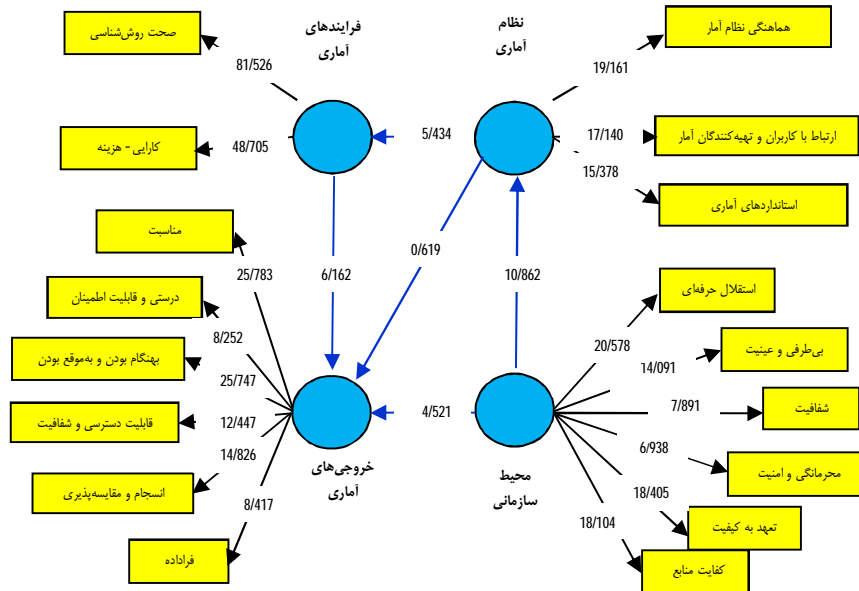 نظام
آماری
هماهنگی نظام آمار
19/161
ارتباط با کاربران و تهیه‌کنندگان آمار
17/140
استانداردهای آماری
15/378
فرایندهای
آماری
صحت روش‌شناسی
81/526
کارایی - هزینه
48/705
5/434
0/619
6/162
10/862
4/521
محیط
سازمانی
استقلال حرفه‌ای
20/578
بی‌طرفی و عینیت
14/091
شفافیت
7/891
محرمانگی و امنیت
6/938
تعهد به کیفیت
18/405
کفایت منابع
18/104
خروجی‌های
آماری
مناسبت
25/783
درستی و قابلیت اطمینان
8/252
بهنگام بودن و به‌موقع بودن
25/747
قابلیت دسترسی و شفافیت
12/447
انسجام و مقایسه‌پذیری
14/826
فراداده
8/417